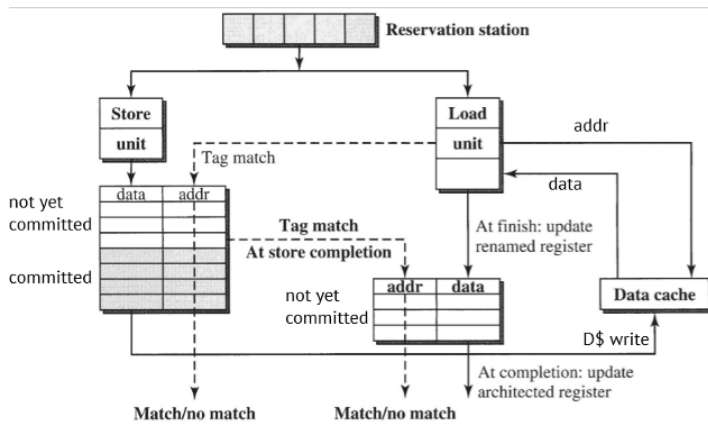 Reservation station
Store
unit
Load
unit
addr
Tag match
data
not yet
committed
data addr
Tag match
At store completion
At finish: update
renamed register
committed
addr data
not yet
committed
Data cache
D$ write
At completion: update
architected register
Match/no match
Match/no match